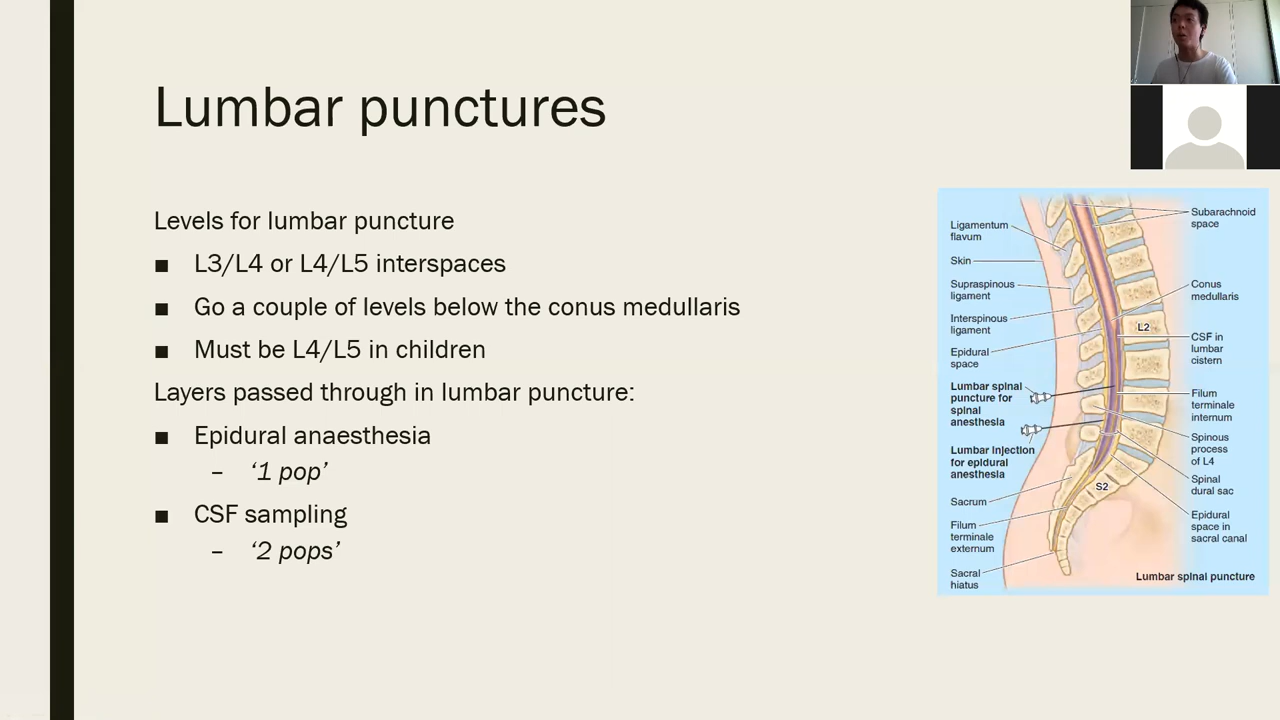 Lumbar punctures
Levels for lumbar puncture
■ L3/L4 or L4/L5 interspaces
■ Go a couple of levels below the conus medullaris
■ Must be L4/L5 in children
Layers passed through in lumbar puncture:
■ Epidural anaesthesia
– ‘1 pop’
■ CSF sampling
– ‘2 pops’
Ligamentum
flavum
Skin
Supraspinous
ligament
Interspinous
ligament
Epidural
space
Lumbar spinal
puncture for
spinal
anesthesia
Lumbar injection
for epidural
anesthesia
Sacrum
Filum
terminale
externum
Sacral
hiatus
L2
S2
Subarachnoid
space
Conus
medullaris
CSF in
lumbar
cistern
Filum
terminale
internum
Spinous
process
of L4
Spinal
dural sac
Epidural
space in
sacral canal
Lumbar spinal puncture